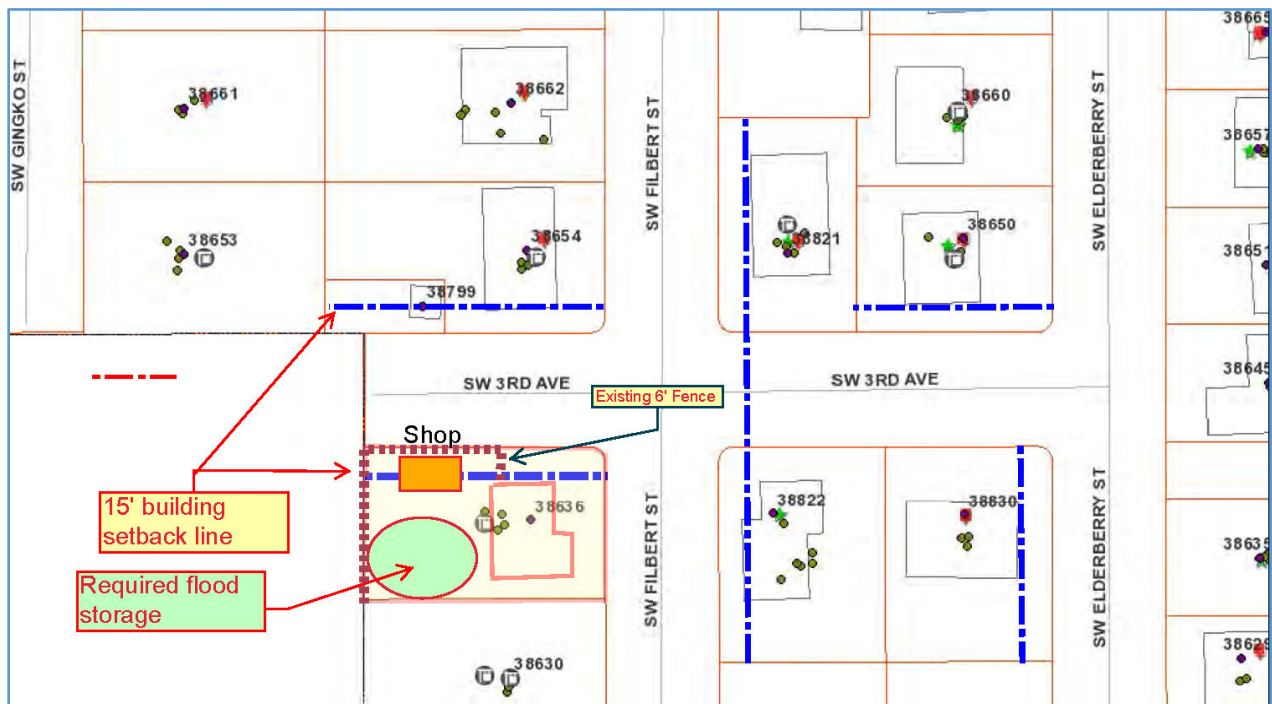 38665
38661
38662
38660
38657
SW GINGKO ST
SW FILBERT ST
SW ELDERBERRY ST
38653
38654
38821
38650
38651
38799
SW 3RD AVE
SW 3RD AVE
38645
Existing 6' Fence
Shop
15' building
setback line
38636
38822
38830
38635
SW FILBERT ST
SW ELDERBERRY ST
Required flood
storage
38630
38629